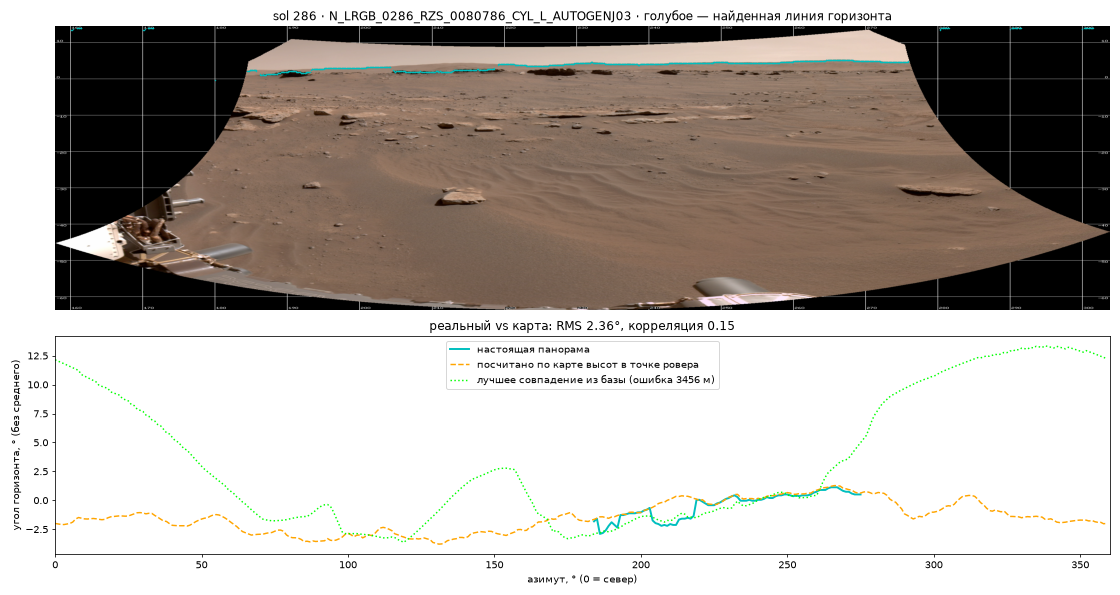 sol 286 · N_LRGB_0286_RZS_0080786_CYL_L_AUTOGENJ03 · голубое — найденная линия горизонта
реальный vs карта: RMS 2.36°, корреляция 0.15
настоящая панорама
посчитано по карте высот в точке ровера
лучшее совпадение из базы (ошибка 3456 м)
угол горизонта, ° (без среднего)
12.5
10.0
7.5
5.0
2.5
0.0
−2.5
0 50 100 150 200 250 300 350
азимут, ° (0 = север)